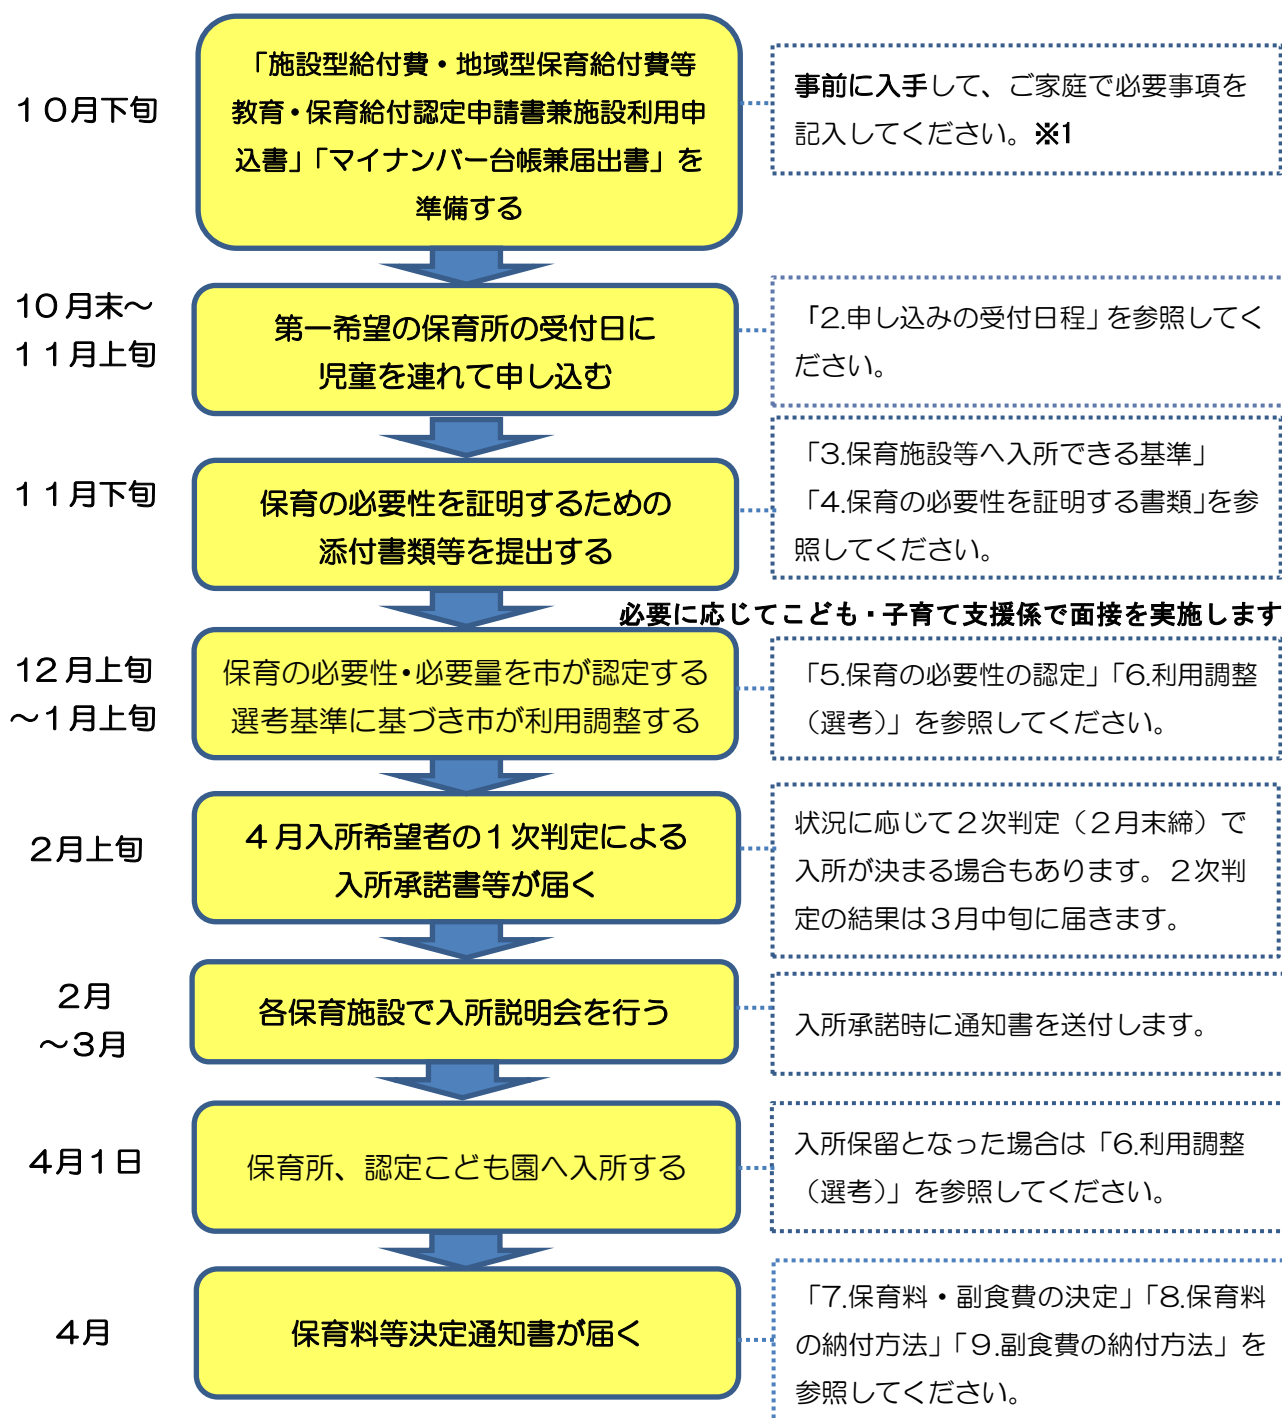 10月下旬
「施設型給付費・地域型保育給付費等
教育・保育給付認定申請書兼施設利用申
込書」「マイナンバー台帳兼届出書」を
準備する
事前に入手して、ご家庭で必要事項を
記入してください。※1
10月末～
11月上旬
第一希望の保育所の受付日に
児童を連れて申し込む
「2.申し込みの受付日程」を参照してく
ださい。
11月下旬
保育の必要性を証明するための
添付書類等を提出する
「3.保育施設等へ入所できる基準」
「4.保育の必要性を証明する書類」を参
照してください。
必要に応じてこども・子育て支援係で面接を実施します
12月上旬
～1月上旬
保育の必要性・必要量を市が認定する
選考基準に基づき市が利用調整する
「5.保育の必要性の認定」「6.利用調整
（選考）」を参照してください。
2月上旬
4月入所希望者の1次判定による
入所承諾書等が届く
状況に応じて2次判定（2月末締）で
入所が決まる場合もあります。2次判
定の結果は3月中旬に届きます。
2月
～3月
各保育施設で入所説明会を行う
入所承諾時に通知書を送付します。
4月1日
保育所、認定こども園へ入所する
入所保留となった場合は「6.利用調整
（選考）」を参照してください。
4月
保育料等決定通知書が届く
「7.保育料・副食費の決定」「8.保育料
の納付方法」「9.副食費の納付方法」を
参照してください。